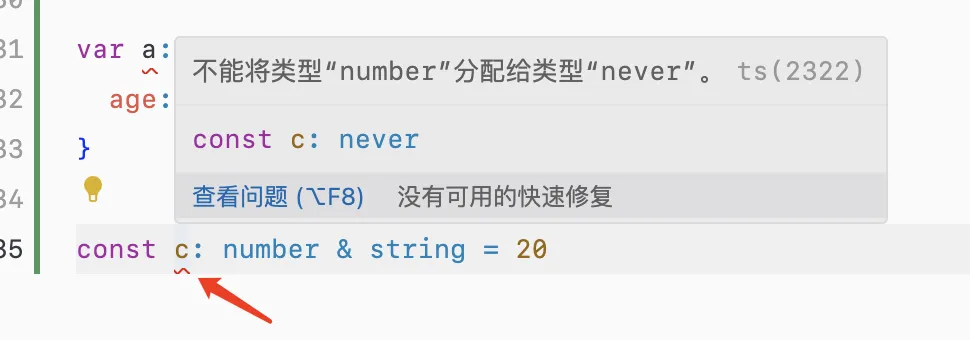 30
31 var a:
不能将类型“number”分配给类型“never”。 ts(2322)
32 age:
const c: never
33 }
34
查看问题 (⌥F8) 没有可用的快速修复
35 const c: number & string = 20